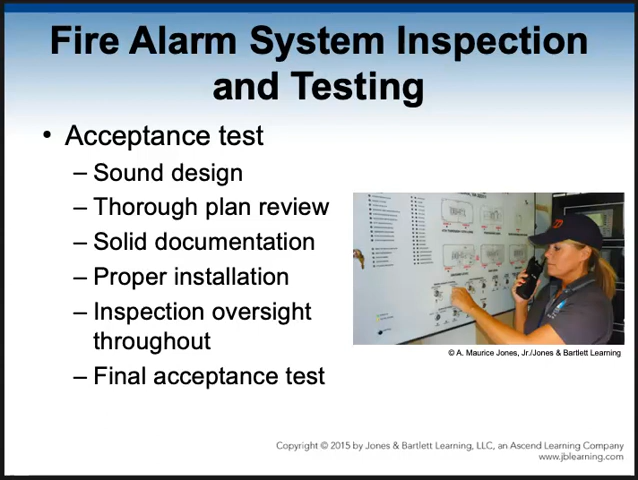 Fire Alarm System Inspection
and Testing
• Acceptance test
– Sound design
– Thorough plan review
– Solid documentation
– Proper installation
– Inspection oversight
throughout
– Final acceptance test
© A. Maurice Jones, Jr./Jones & Bartlett Learning
Copyright © 2015 by Jones & Bartlett Learning, LLC, an Ascend Learning Company
www.jblearning.com